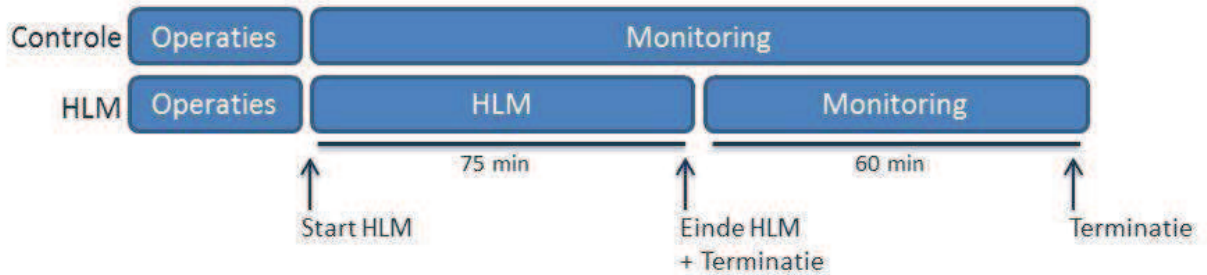 Controle Operaties Monitoring
HLM Operaties HLM Monitoring
75 min 60 min
Start HLM Einde HLM Terminatie
+ Terminatie